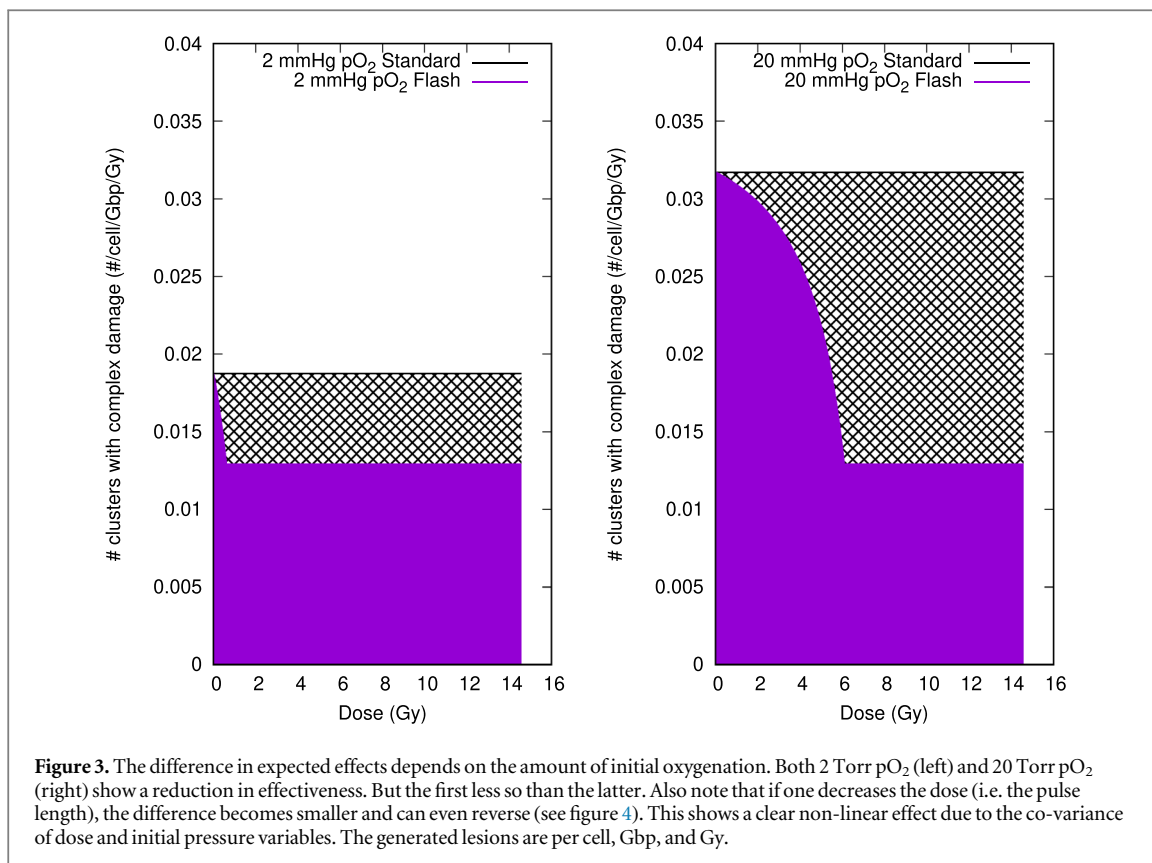 0.04
0.035
0.03
0.025
0.02
0.015
0.01
0.005
0
# clusters with complex damage (#/cell/Gbp/Gy)
2 mmHg pO2 Standard
2 mmHg pO2 Flash
0 2 4 6 8 10 12 14 16
Dose (Gy)
0.04
0.035
0.03
0.025
0.02
0.015
0.01
0.005
0
# clusters with complex damage (#/cell/Gbp/Gy)
20 mmHg pO2 Standard
20 mmHg pO2 Flash
0 2 4 6 8 10 12 14 16
Dose (Gy)
Figure 3. The difference in expected effects depends on the amount of initial oxygenation. Both 2 Torr pO2 (left) and 20 Torr pO2
(right) show a reduction in effectiveness. But the first less so than the latter. Also note that if one decreases the dose (i.e. the pulse
length), the difference becomes smaller and can even reverse (see figure 4). This shows a clear non-linear effect due to the co-variance
of dose and initial pressure variables. The generated lesions are per cell, Gbp, and Gy.